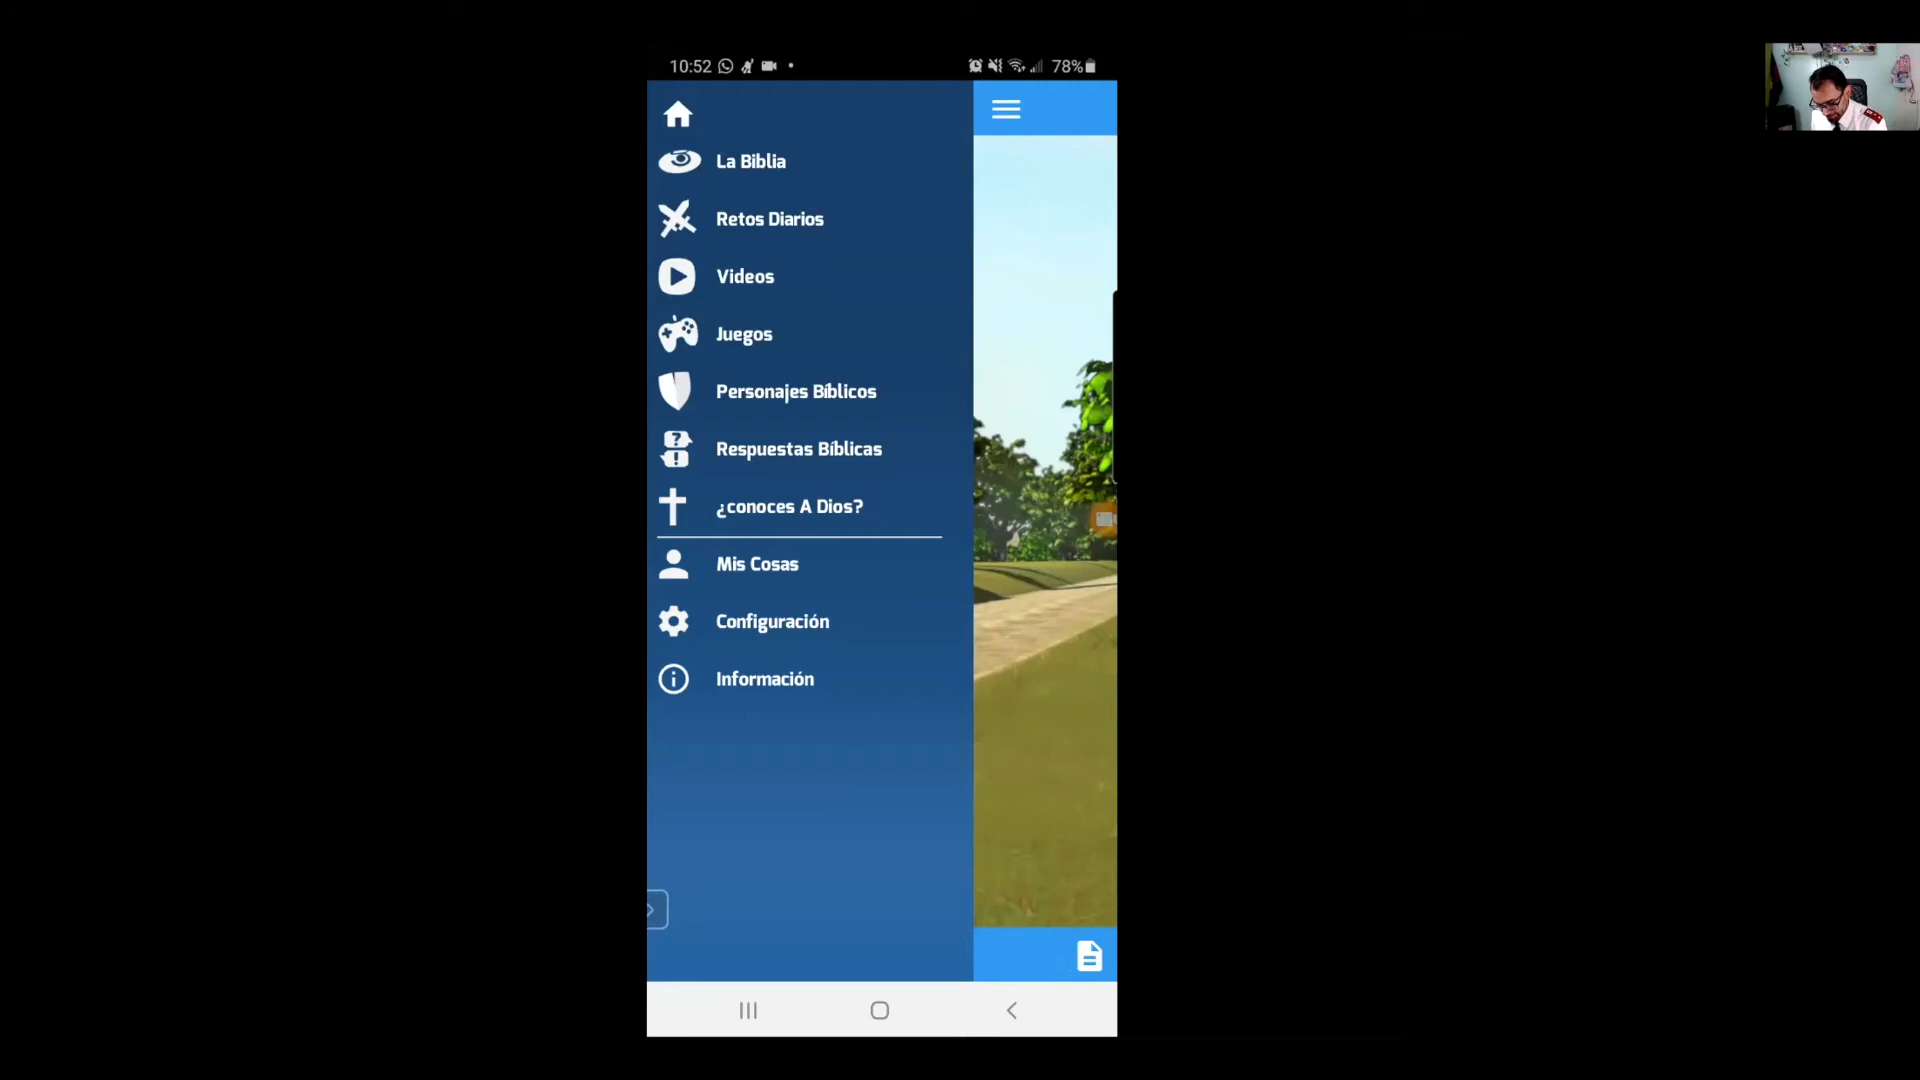 10:52
78%
La Biblia
Retos Diarios
Videos
Juegos
Personajes Bíblicos
Respuestas Bíblicas
¿conoces A Dios?
Mis Cosas
Configuración
Información